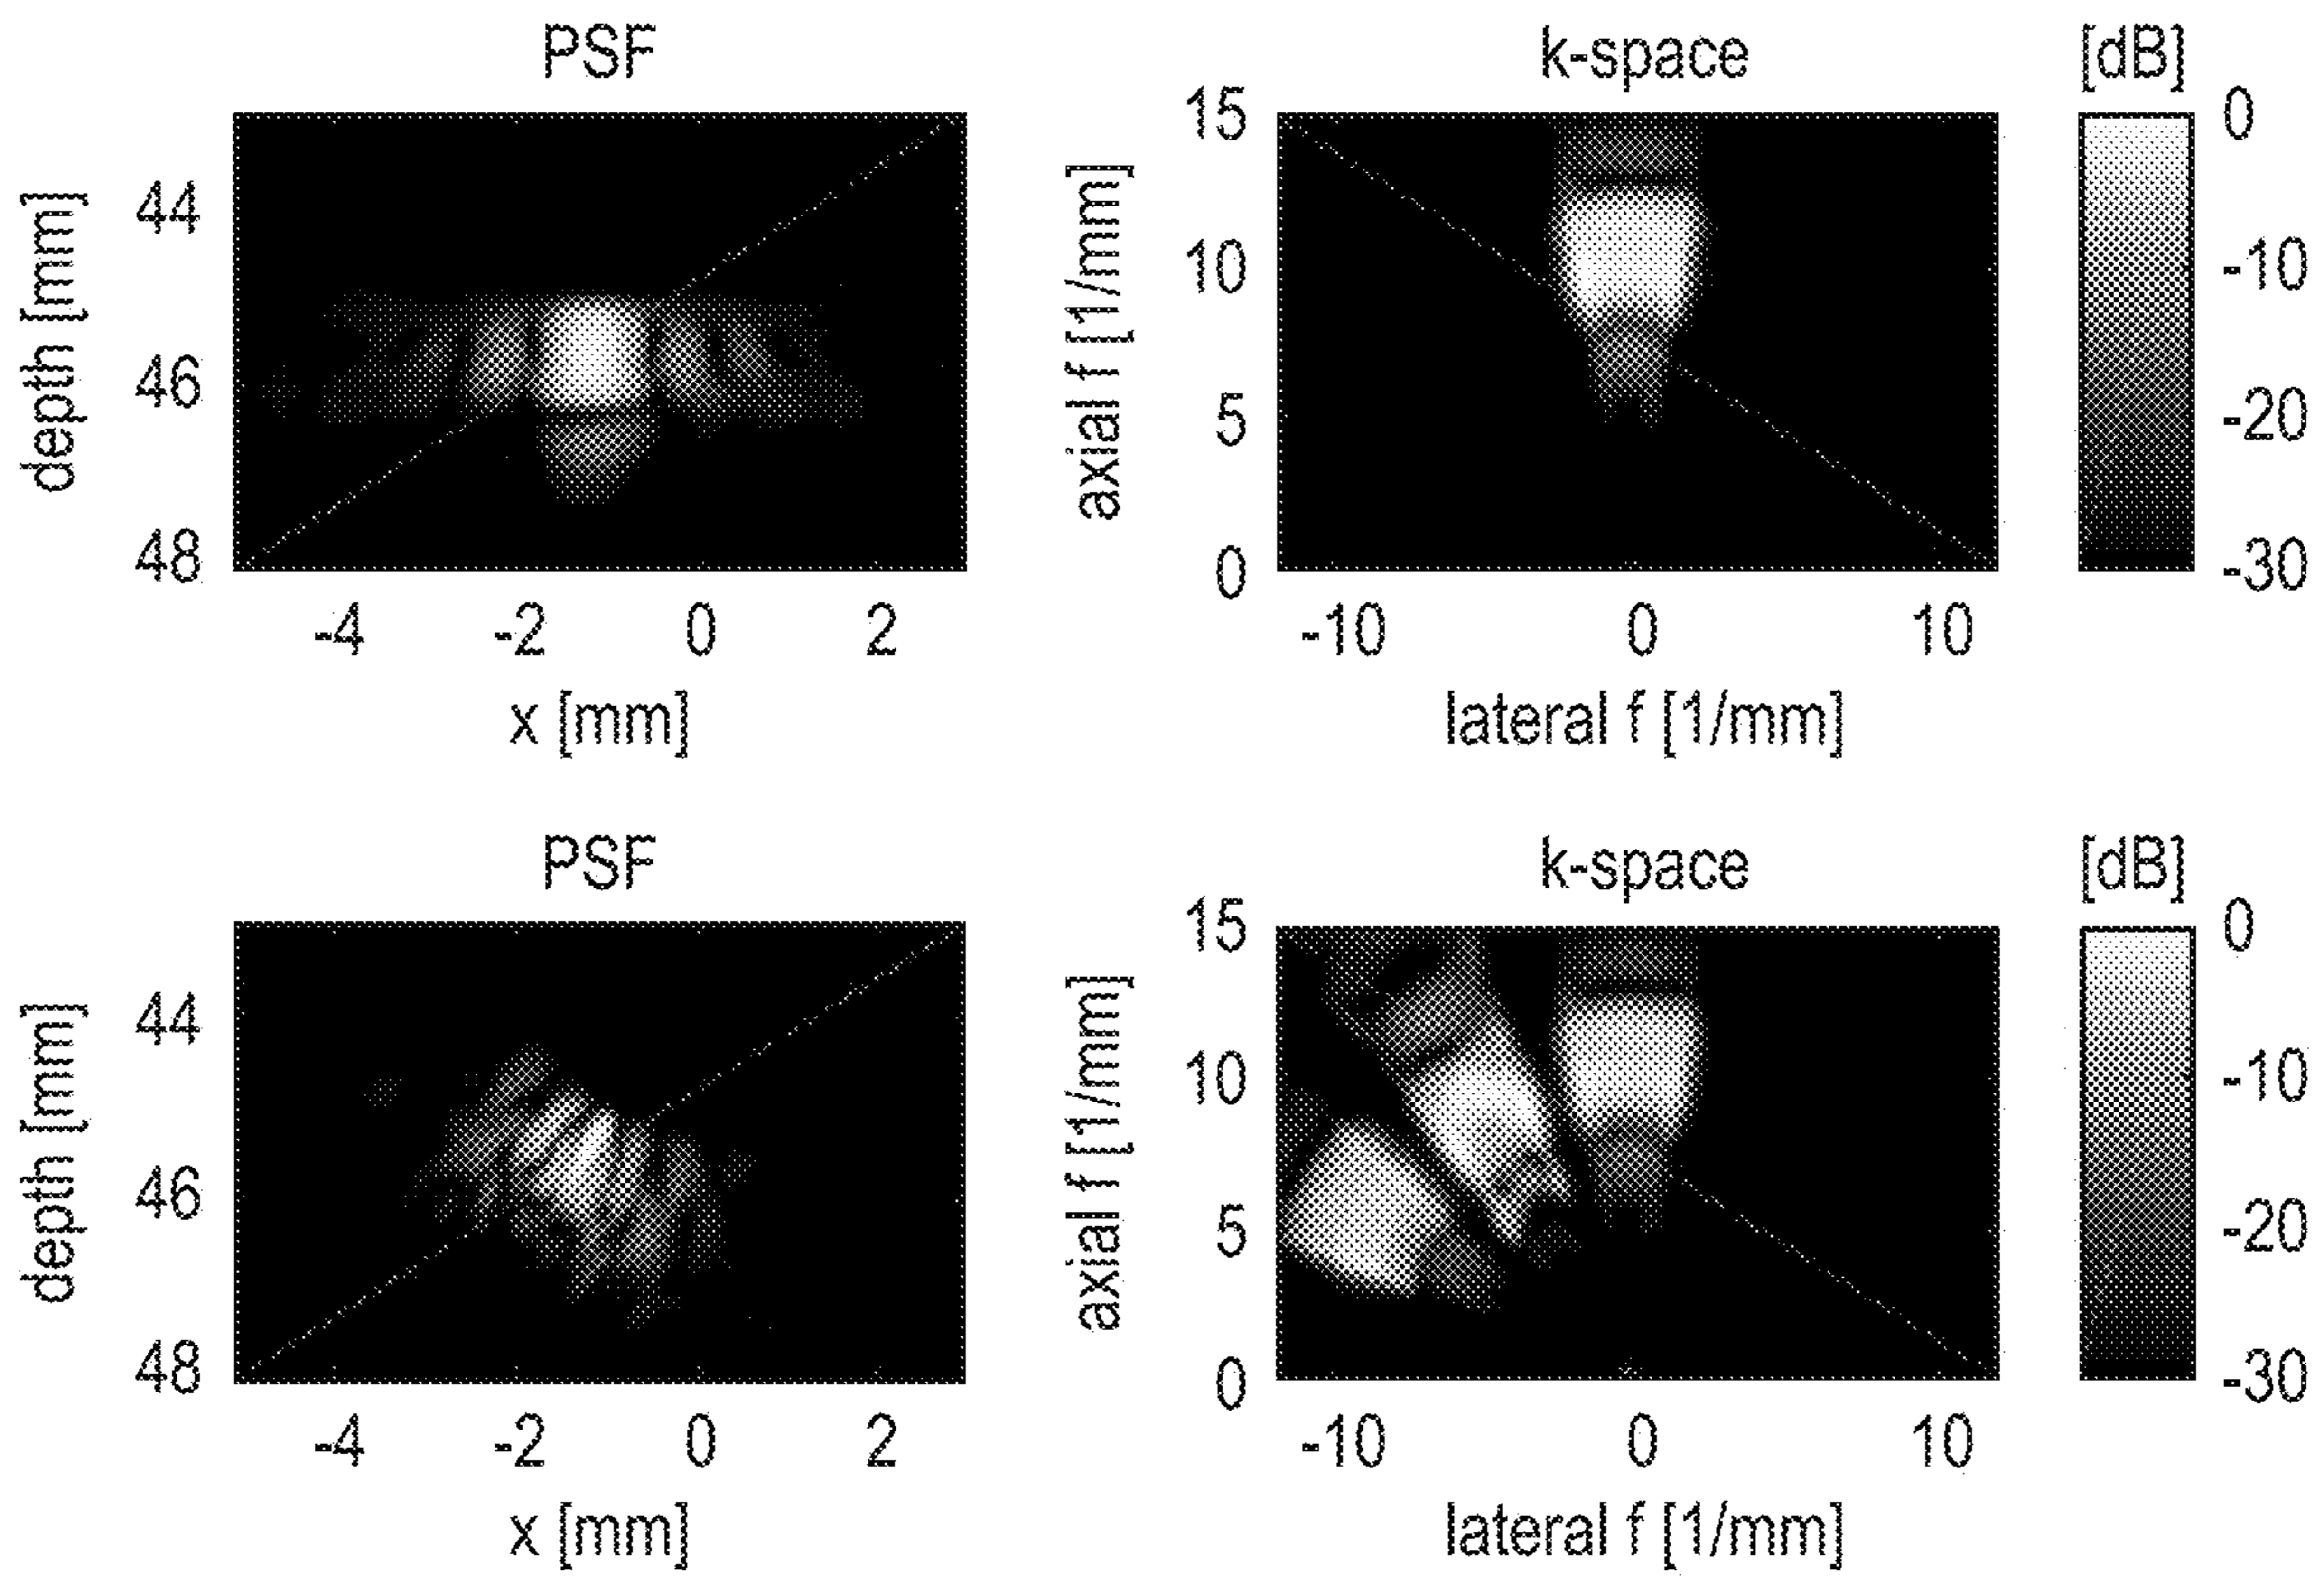 PSF
k-space
[dB]
depth [mm]
44
46
48
-4 -2 0 2
x [mm]
axial f [1/mm]
15
10
5
0
-10 0 10
lateral f [1/mm]
0
-10
-20
-30
PSF
k-space
[dB]
depth [mm]
44
46
48
-4 -2 0 2
x [mm]
axial f [1/mm]
15
10
5
0
-10 0 10
lateral f [1/mm]
0
-10
-20
-30